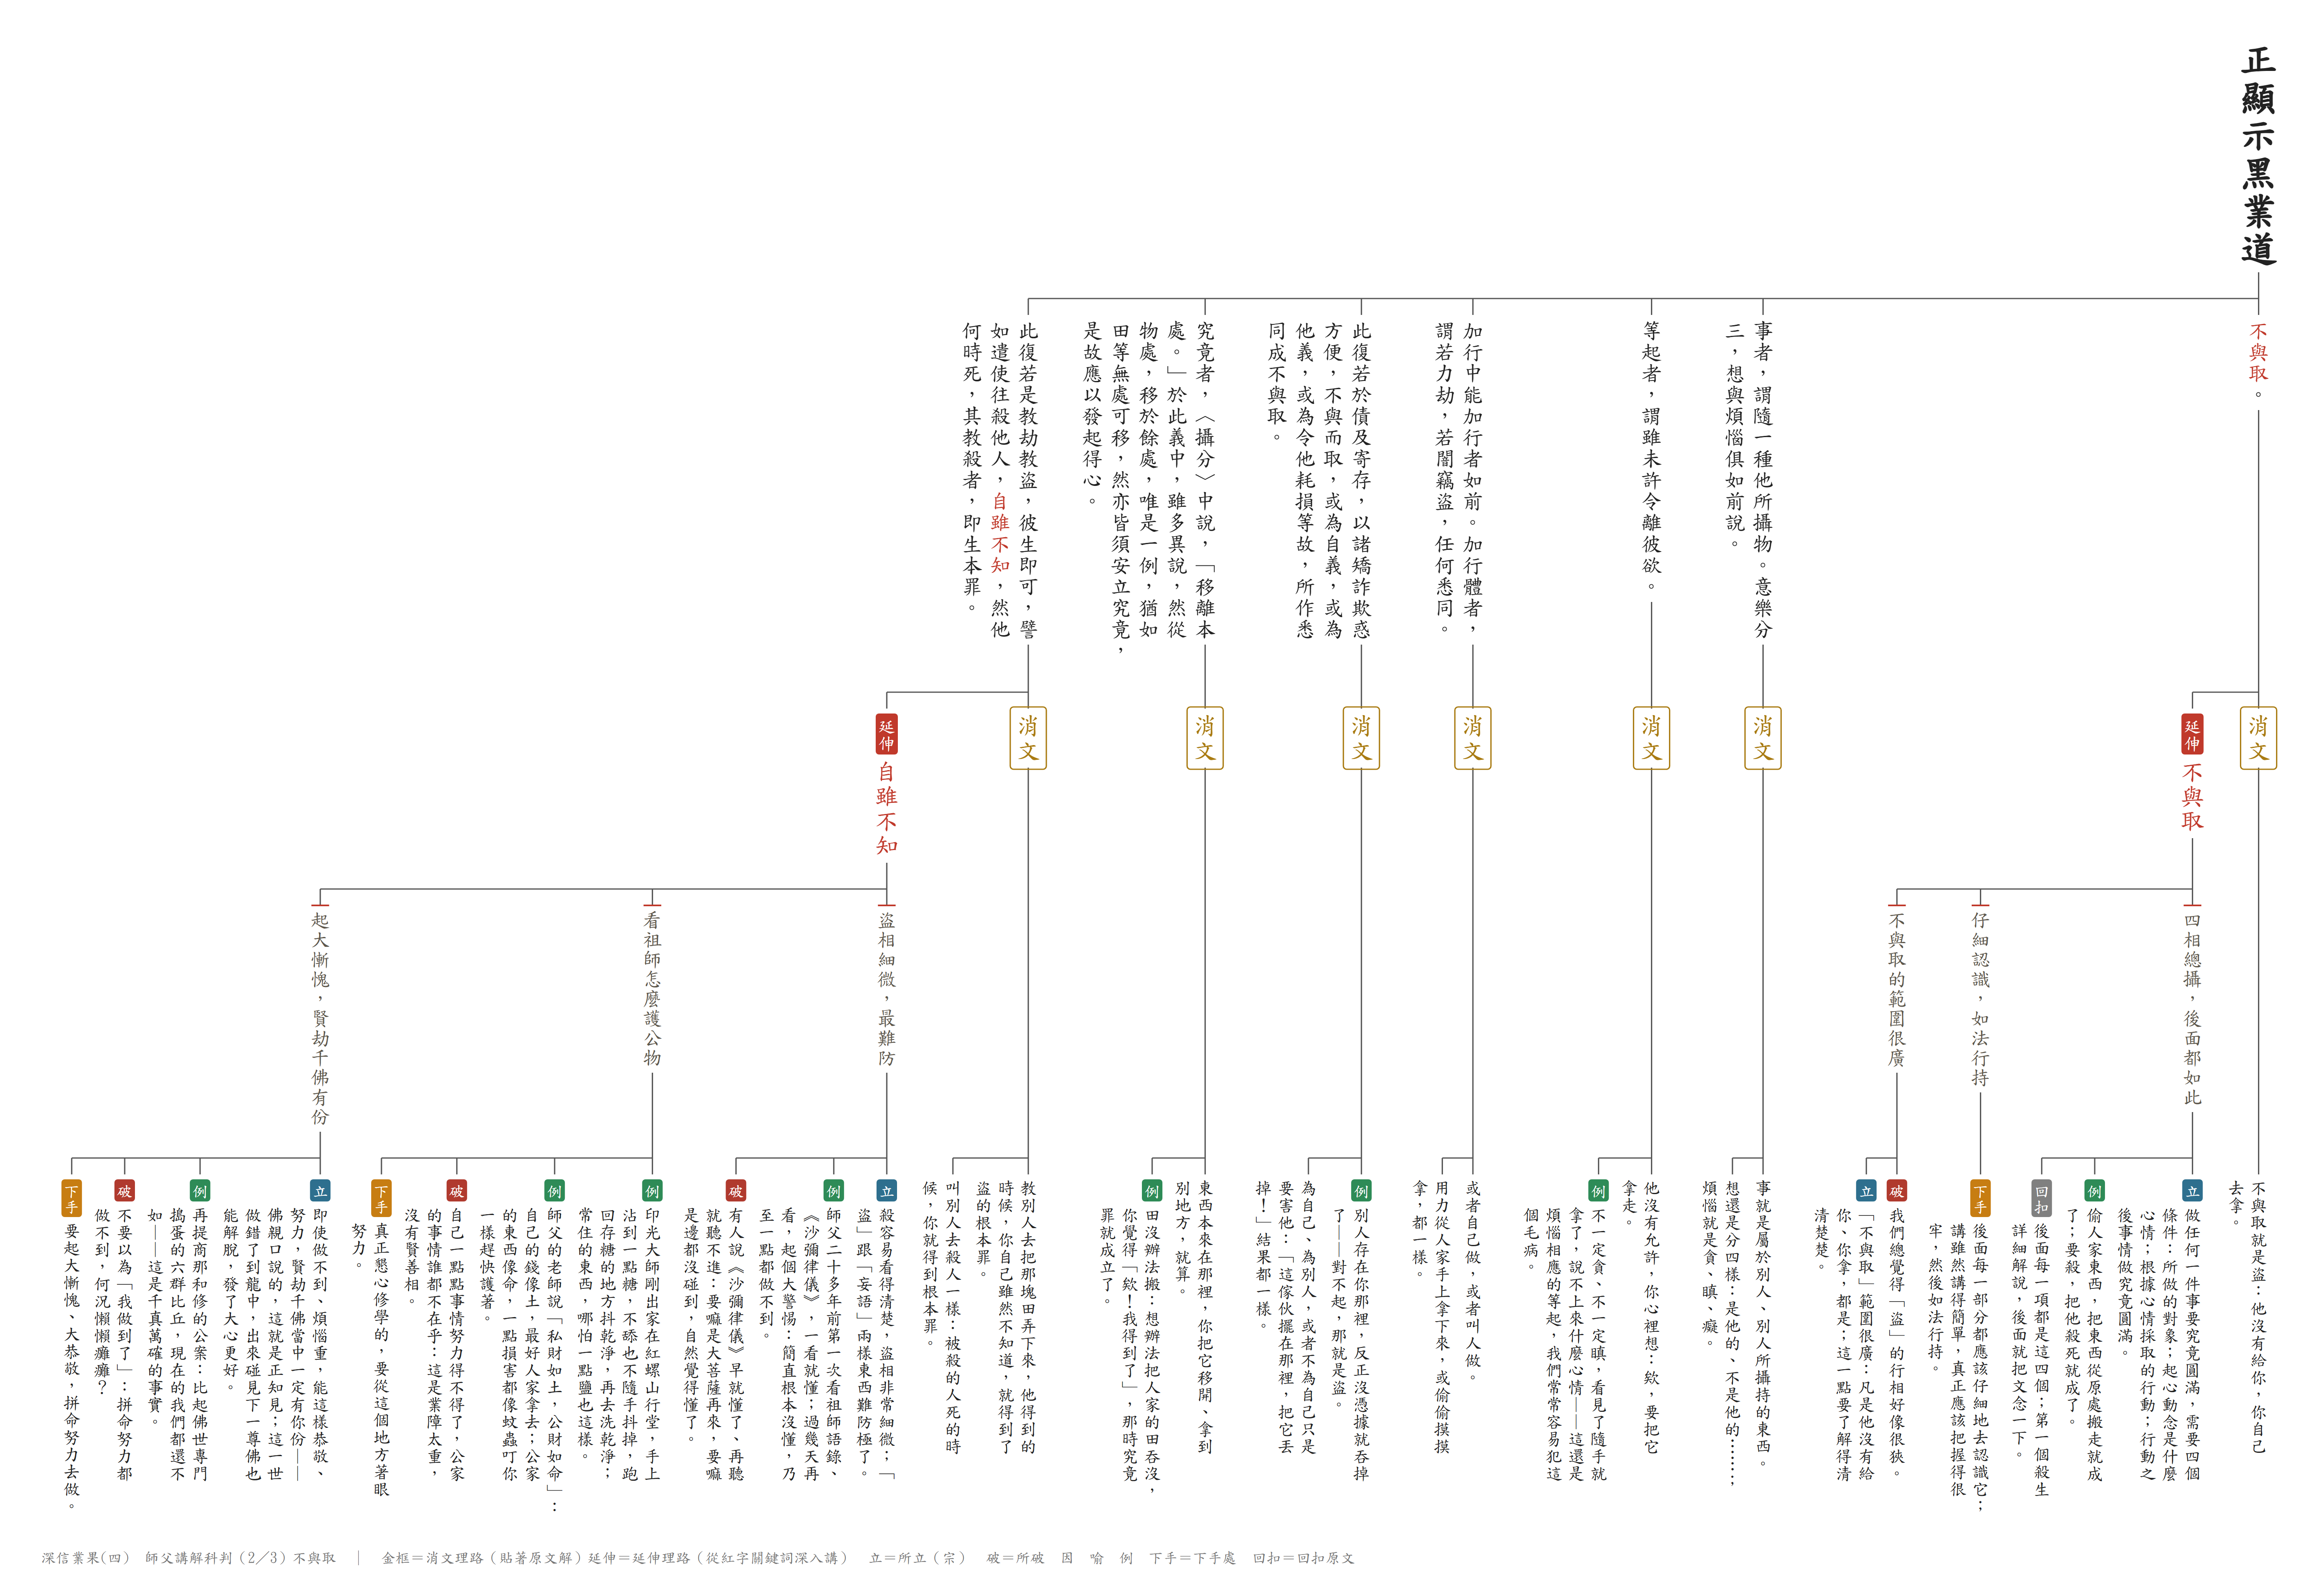 正顯示黑業道
不與取。
事者，謂隨一種他所攝物。意樂分
三，想與煩惱俱如前說。
等起者，謂雖未許令離彼欲。
加行中能加行者如前。加行體者，
謂若力劫，若闇竊盜，任何悉同。
此復若於債及寄存，以諸矯詐欺惑
方便，不與而取，或為自義，或為
他義，或為令他耗損等故，所作悉
同成不與取。
究竟者，〈攝分〉中說，「移離本
處。」於此義中，雖多異說，然從
物處，移於餘處，唯是一例，猶如
田等無處可移，然亦皆須安立究竟，
是故應以發起得心。
此復若是教劫教盜，彼生即可，譬
如遣使往殺他人，自雖不知，然他
何時死，其教殺者，即生本罪。
消文
延伸
不與取
消文
消文
消文
消文
消文
消文
延伸
自雖不知
四相總攝，後面都如此
仔細認識，如法行持
不與取的範圍很廣
盜相細微，最難防
看祖師怎麼護公物
起大慚愧，賢劫千佛有份
不與取就是盜：他沒有給你，你自己
去拿。
立
做任何一件事要究竟圓滿，需要四個
條件：所做的對象；起心動念是什麼
心情；根據心情採取的行動；行動之
後事情做究竟圓滿。
例
偷人家東西，把東西從原處搬走就成
了；要殺，把他殺死就成了。
回扣
後面每一項都是這四個；第一個殺生
詳細解說，後面就把文念一下。
下手
後面每一部分都應該仔細地去認識它；
講雖然講得簡單，真正應該把握得很
牢，然後如法行持。
破
我們總覺得「盜」的行相好像很狹。
立
「不與取」範圍很廣：凡是他沒有給
你、你拿，都是；這一點要了解得清
清楚楚。
事就是屬於別人、別人所攝持的東西。
想還是分四樣：是他的、不是他的……；
煩惱就是貪、瞋、癡。
他沒有允許，你心裡想：欸，要把它
拿走。
例
不一定貪、不一定瞋，看見了隨手就
拿了，說不上來什麼心情——這還是
煩惱相應的等起，我們常常容易犯這
個毛病。
或者自己做，或者叫人做。
用力從人家手上拿下來，或偷偷摸摸
拿，都一樣。
例
別人存在你那裡，反正沒憑據就吞掉
了——對不起，那就是盜。
為自己、為別人，或者不為自己只是
要害他：「這傢伙擺在那裡，把它丟
掉！」結果都一樣。
東西本來在那裡，你把它移開、拿到
別地方，就算。
例
田沒辦法搬：想辦法把人家的田吞沒，
你覺得「欸！我得到了」，那時究竟
罪就成立了。
教別人去把那塊田弄下來，他得到的
時候，你自己雖然不知道，就得到了
盜的根本罪。
叫別人去殺人一樣：被殺的人死的時
候，你就得到根本罪。
立
殺容易看得清楚，盜相非常細微；「
盜」跟「妄語」兩樣東西難防極了。
例
師父二十多年前第一次看祖師語錄、
《沙彌律儀》，一看就懂；過幾天再
看，起個大警惕：簡直根本沒懂，乃
至一點都做不到。
破
有人說《沙彌律儀》早就懂了、再聽
就聽不進：要嘛是大菩薩再來，要嘛
是邊都沒碰到，自然覺得懂了。
例
印光大師剛出家在紅螺山行堂，手上
沾到一點糖，不舔也不隨手抖掉，跑
回存糖的地方抖乾淨，再去洗乾淨；
常住的東西，哪怕一點鹽也這樣。
例
師父的老師說「私財如土，公財如命」：
自己的錢像土，最好人家拿去；公家
的東西像命，一點損害都像蚊蟲叮你
一樣趕快護著。
破
自己一點點事情努力得不得了，公家
的事情誰都不在乎：這是業障太重，
沒有賢善相。
下手
真正懇心修學的，要從這個地方著眼
努力。
立
即使做不到、煩惱重，能這樣恭敬、
努力，賢劫千佛當中一定有你份——
佛親口說的，這就是正知見；這一世
做錯了到龍中，出來碰見下一尊佛也
能解脫，發了大心更好。
例
再提商那和修的公案：比起佛世專門
搗蛋的六群比丘，現在的我們都還不
如——這是千真萬確的事實。
破
不要以為「我做到了」：拼命努力都
做不到，何況懶懶癱癱？
下手
要起大慚愧、大恭敬，拼命努力去做。
深信業果(四)　師父講解科判（2／3）不與取　｜　金框＝消文理路（貼著原文解）延伸＝延伸理路（從紅字關鍵詞深入講）　立＝所立（宗）　破＝所破　因　喻　例　下手＝下手處　回扣＝回扣原文